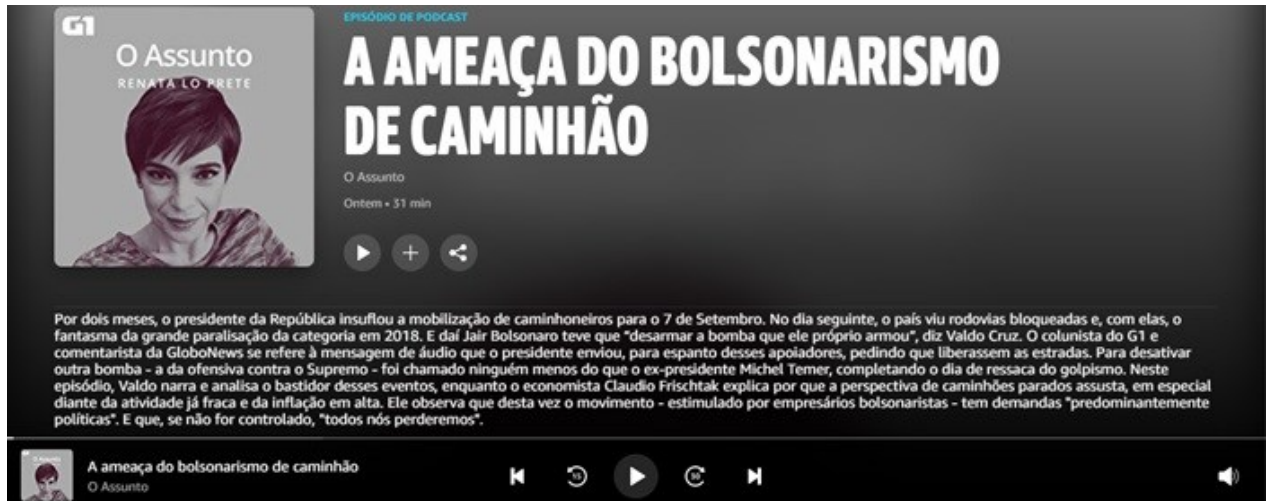 G1
O Assunto
RENATA LO PRETE
EPISÓDIO DE PODCAST
A AMEAÇA DO BOLSONARISMO
DE CAMINHÃO
O Assunto
Ontem • 31 min
Por dois meses, o presidente da República insuflou a mobilização de caminhoneiros para o 7 de Setembro. No dia seguinte, o país viu rodovias bloqueadas e, com elas, o
fantasma da grande paralisação da categoria em 2018. E daí Jair Bolsonaro teve que "desarmar a bomba que ele próprio armou", diz Valdo Cruz. O colunista do G1 e
comentarista da GloboNews se refere à mensagem de áudio que o presidente enviou, para espanto desses apoiadores, pedindo que liberassem as estradas. Para desativar
outra bomba - a da ofensiva contra o Supremo - foi chamado ninguém menos do que o ex-presidente Michel Temer, completando o dia de ressaca do golpismo. Neste
episódio, Valdo narra e analisa o bastidor desses eventos, enquanto o economista Claudio Frischtak explica por que a perspectiva de caminhões parados assusta, em especial
diante da atividade já fraca e da inflação em alta. Ele observa que desta vez o movimento - estimulado por empresários bolsonaristas - tem demandas "predominantemente
políticas". E que, se não for controlado, "todos nós perderemos".
A ameaça do bolsonarismo de caminhão
O Assunto
15